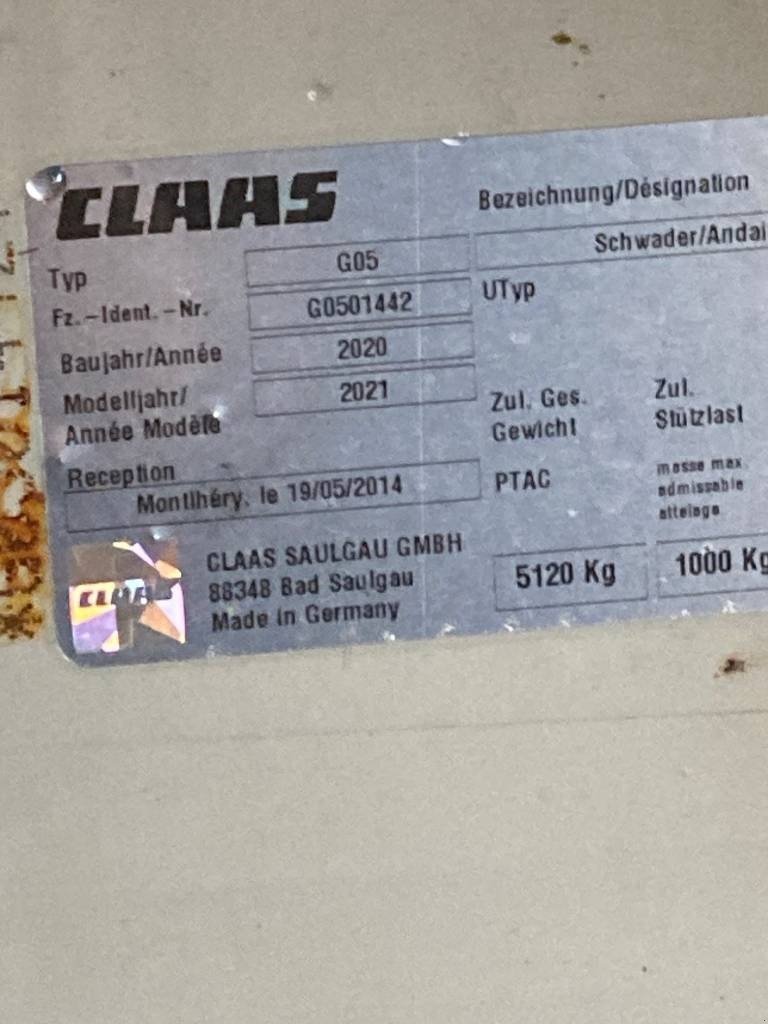 CLAAS
Bezeichnung/Désignation
Schwader/Andai
Typ G05
Fz.-Ident.-Nr. G0501442 UTyp
Baujahr/Année 2020
Modelljahr/
Année Modèle 2021
Zul. Ges.
Gewicht
Zul.
Stützlast
Reception
Montlhéry, le 19/05/2014
PTAC
masse max
admissable
attelage
CLAAS SAULGAU GMBH
88348 Bad Saulgau
Made in Germany
5120 Kg 1000 Kg
CLAAS